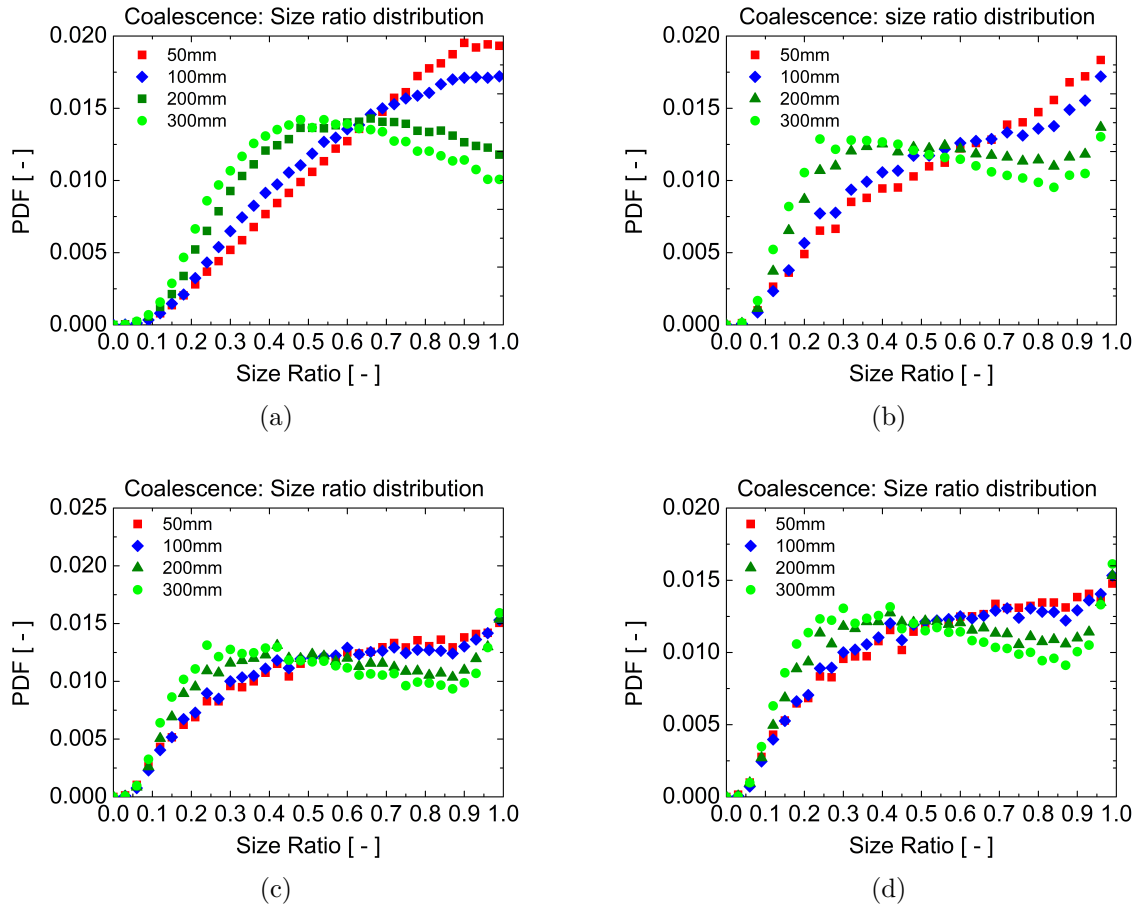 Coalescence: Size ratio distribution
0.020
0.015
0.010
0.005
0.000
PDF [ - ]
50mm
100mm
200mm
300mm
0.0 0.1 0.2 0.3 0.4 0.5 0.6 0.7 0.8 0.9 1.0
Size Ratio [ - ]
(a)
Coalescence: size ratio distribution
0.020
0.015
0.010
0.005
0.000
PDF [ - ]
50mm
100mm
200mm
300mm
0.0 0.1 0.2 0.3 0.4 0.5 0.6 0.7 0.8 0.9 1.0
Size Ratio [ - ]
(b)
Coalescence: Size ratio distribution
0.025
0.020
0.015
0.010
0.005
0.000
PDF [ - ]
50mm
100mm
200mm
300mm
0.0 0.1 0.2 0.3 0.4 0.5 0.6 0.7 0.8 0.9 1.0
Size Ratio [ - ]
(c)
Coalescence: Size ratio distribution
0.020
0.015
0.010
0.005
0.000
PDF [ - ]
50mm
100mm
200mm
300mm
0.0 0.1 0.2 0.3 0.4 0.5 0.6 0.7 0.8 0.9 1.0
Size Ratio [ - ]
(d)